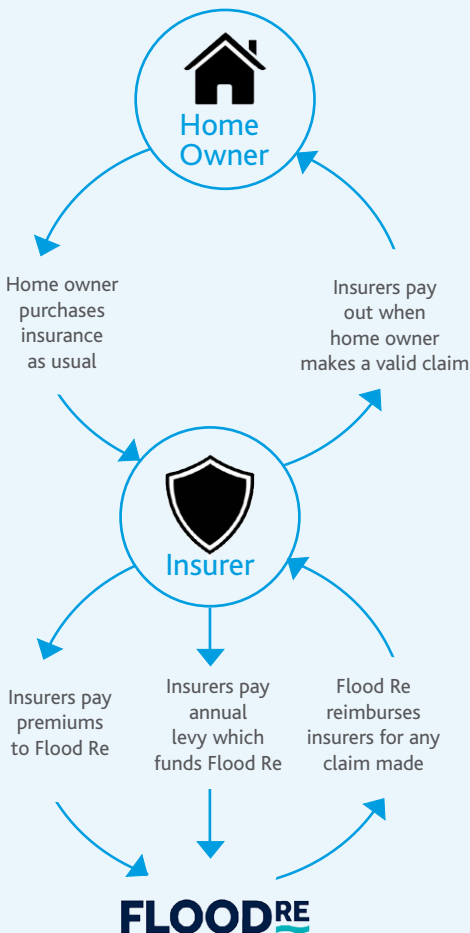 Home
Owner
Home owner
purchases
insurance
as usual
Insurers pay
out when
home owner
makes a valid claim
Insurer
Insurers pay
premiums
to Flood Re
Insurers pay
annual
levy which
funds Flood Re
Flood Re
reimburses
insurers for any
claim made
FLOODRE